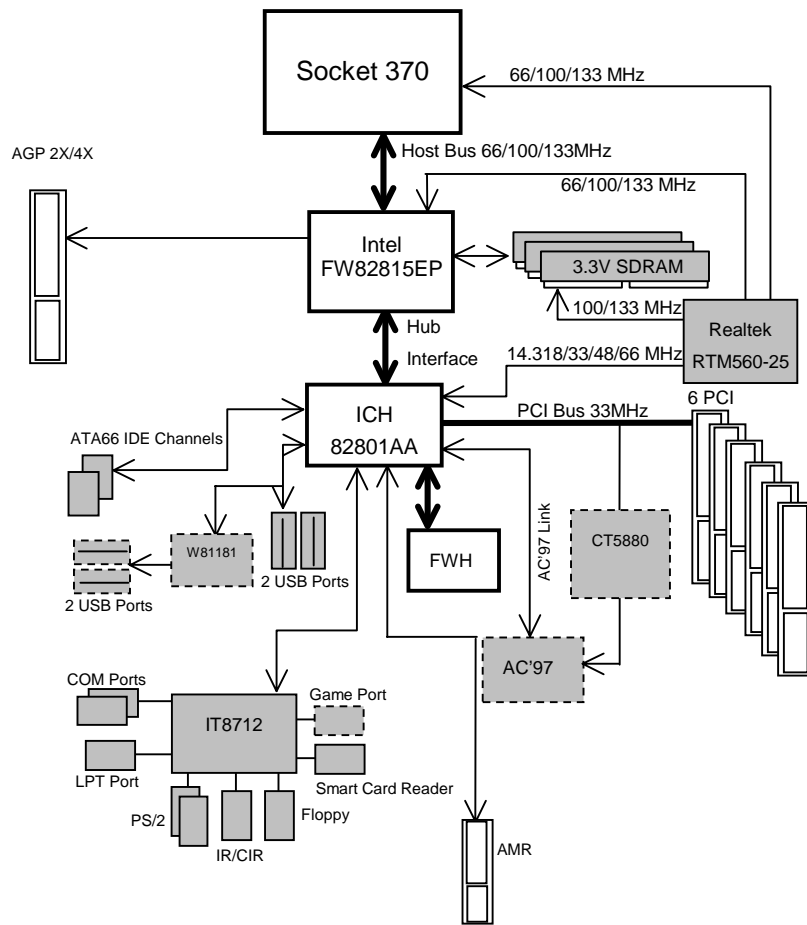 Socket 370
66/100/133 MHz
Host Bus 66/100/133MHz
AGP 2X/4X
66/100/133 MHz
Intel
FW82815EP
3.3V SDRAM
Hub
Interface
100/133 MHz
Realtek
RTM560-25
14.318/33/48/66 MHz
ICH
82801AA
PCI Bus 33MHz
6 PCI
ATA66 IDE Channels
W81181
2 USB Ports
2 USB Ports
FWH
AC'97 Link
CT5880
AC'97
COM Ports
IT8712
Game Port
LPT Port
Smart Card Reader
PS/2
IR/CIR
Floppy
AMR